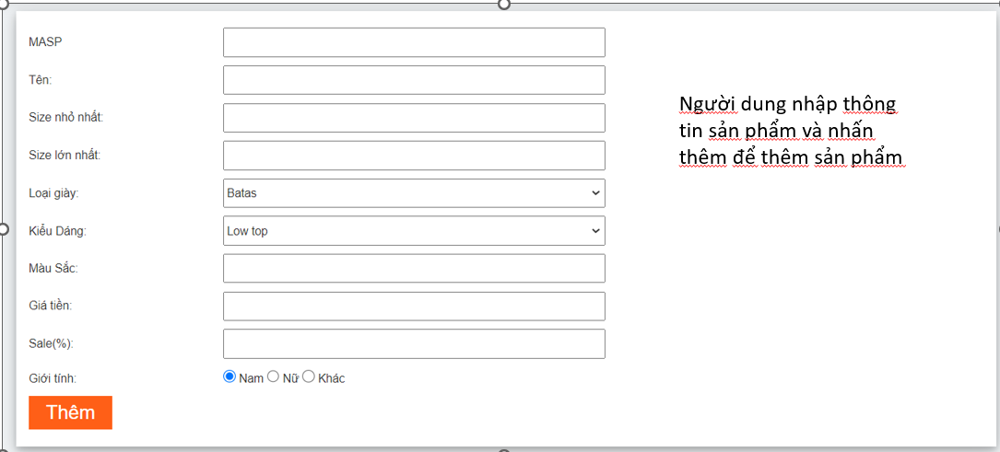 MASP
Tên:
Size nhỏ nhất:
Size lớn nhất:
Loại giày: Batas
Kiểu Dáng: Low top
Màu Sắc:
Giá tiền:
Sale(%):
Giới tính: Nam Nữ Khác
Thêm
Người dung nhập thông
tin sản phẩm và nhấn
thêm để thêm sản phẩm